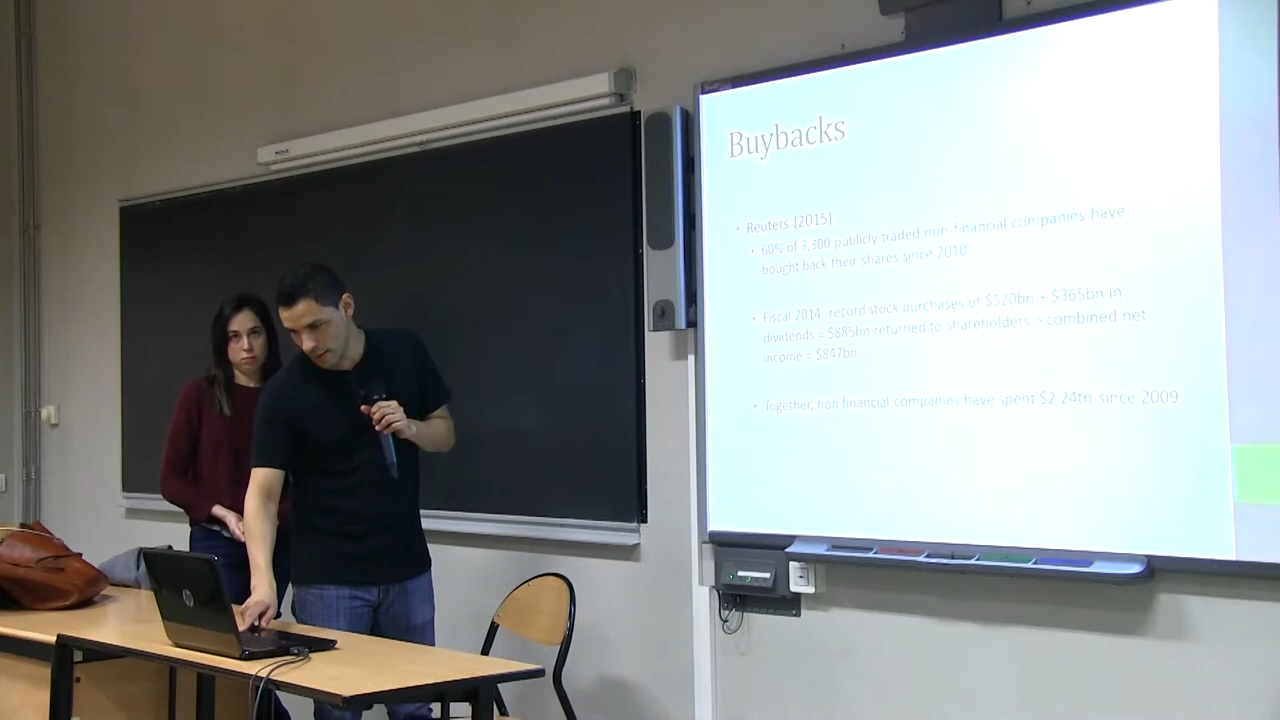 Buybacks
• Reuters (2015):
• 60% of 3,300 publicly traded non-financial companies have
bought back their shares since 2010
• Fiscal 2014: record stock purchases of $520bn + $365bn in
dividends = $885bn returned to shareholders > combined net
income = $847bn
• Together, non financial companies have spent $2.24tn since 2009
hp